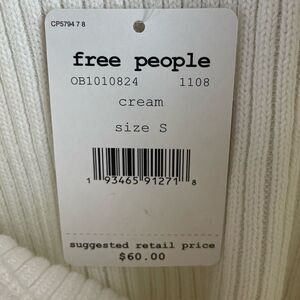 CP5794 7 8
free people
OB1010824 1108
cream
size S
1 93465 91271 8
suggested retail price
$60.00